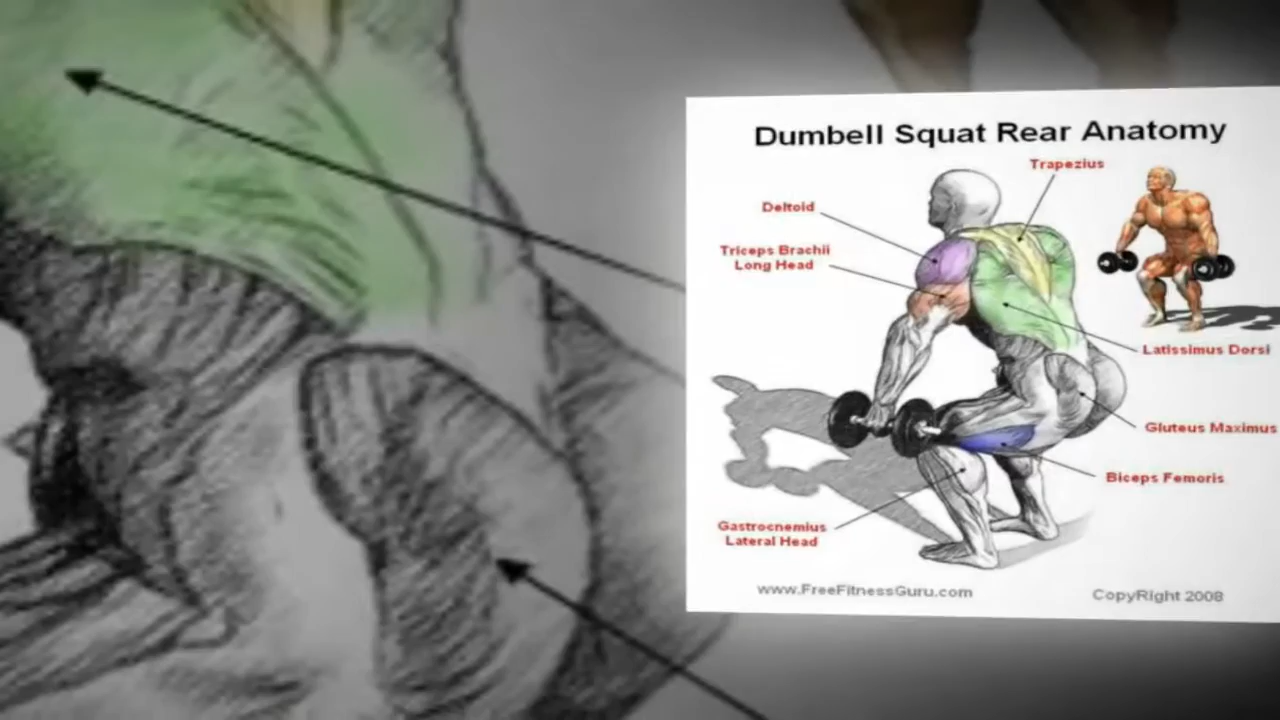 Dumbell Squat Rear Anatomy
Trapezius
Deltoid
Triceps Brachii
Long Head
Latissimus Dorsi
Gluteus Maximus
Biceps Femoris
Gastrocnemius
Lateral Head
www.FreeFitnessGuru.com
CopyRight 2008